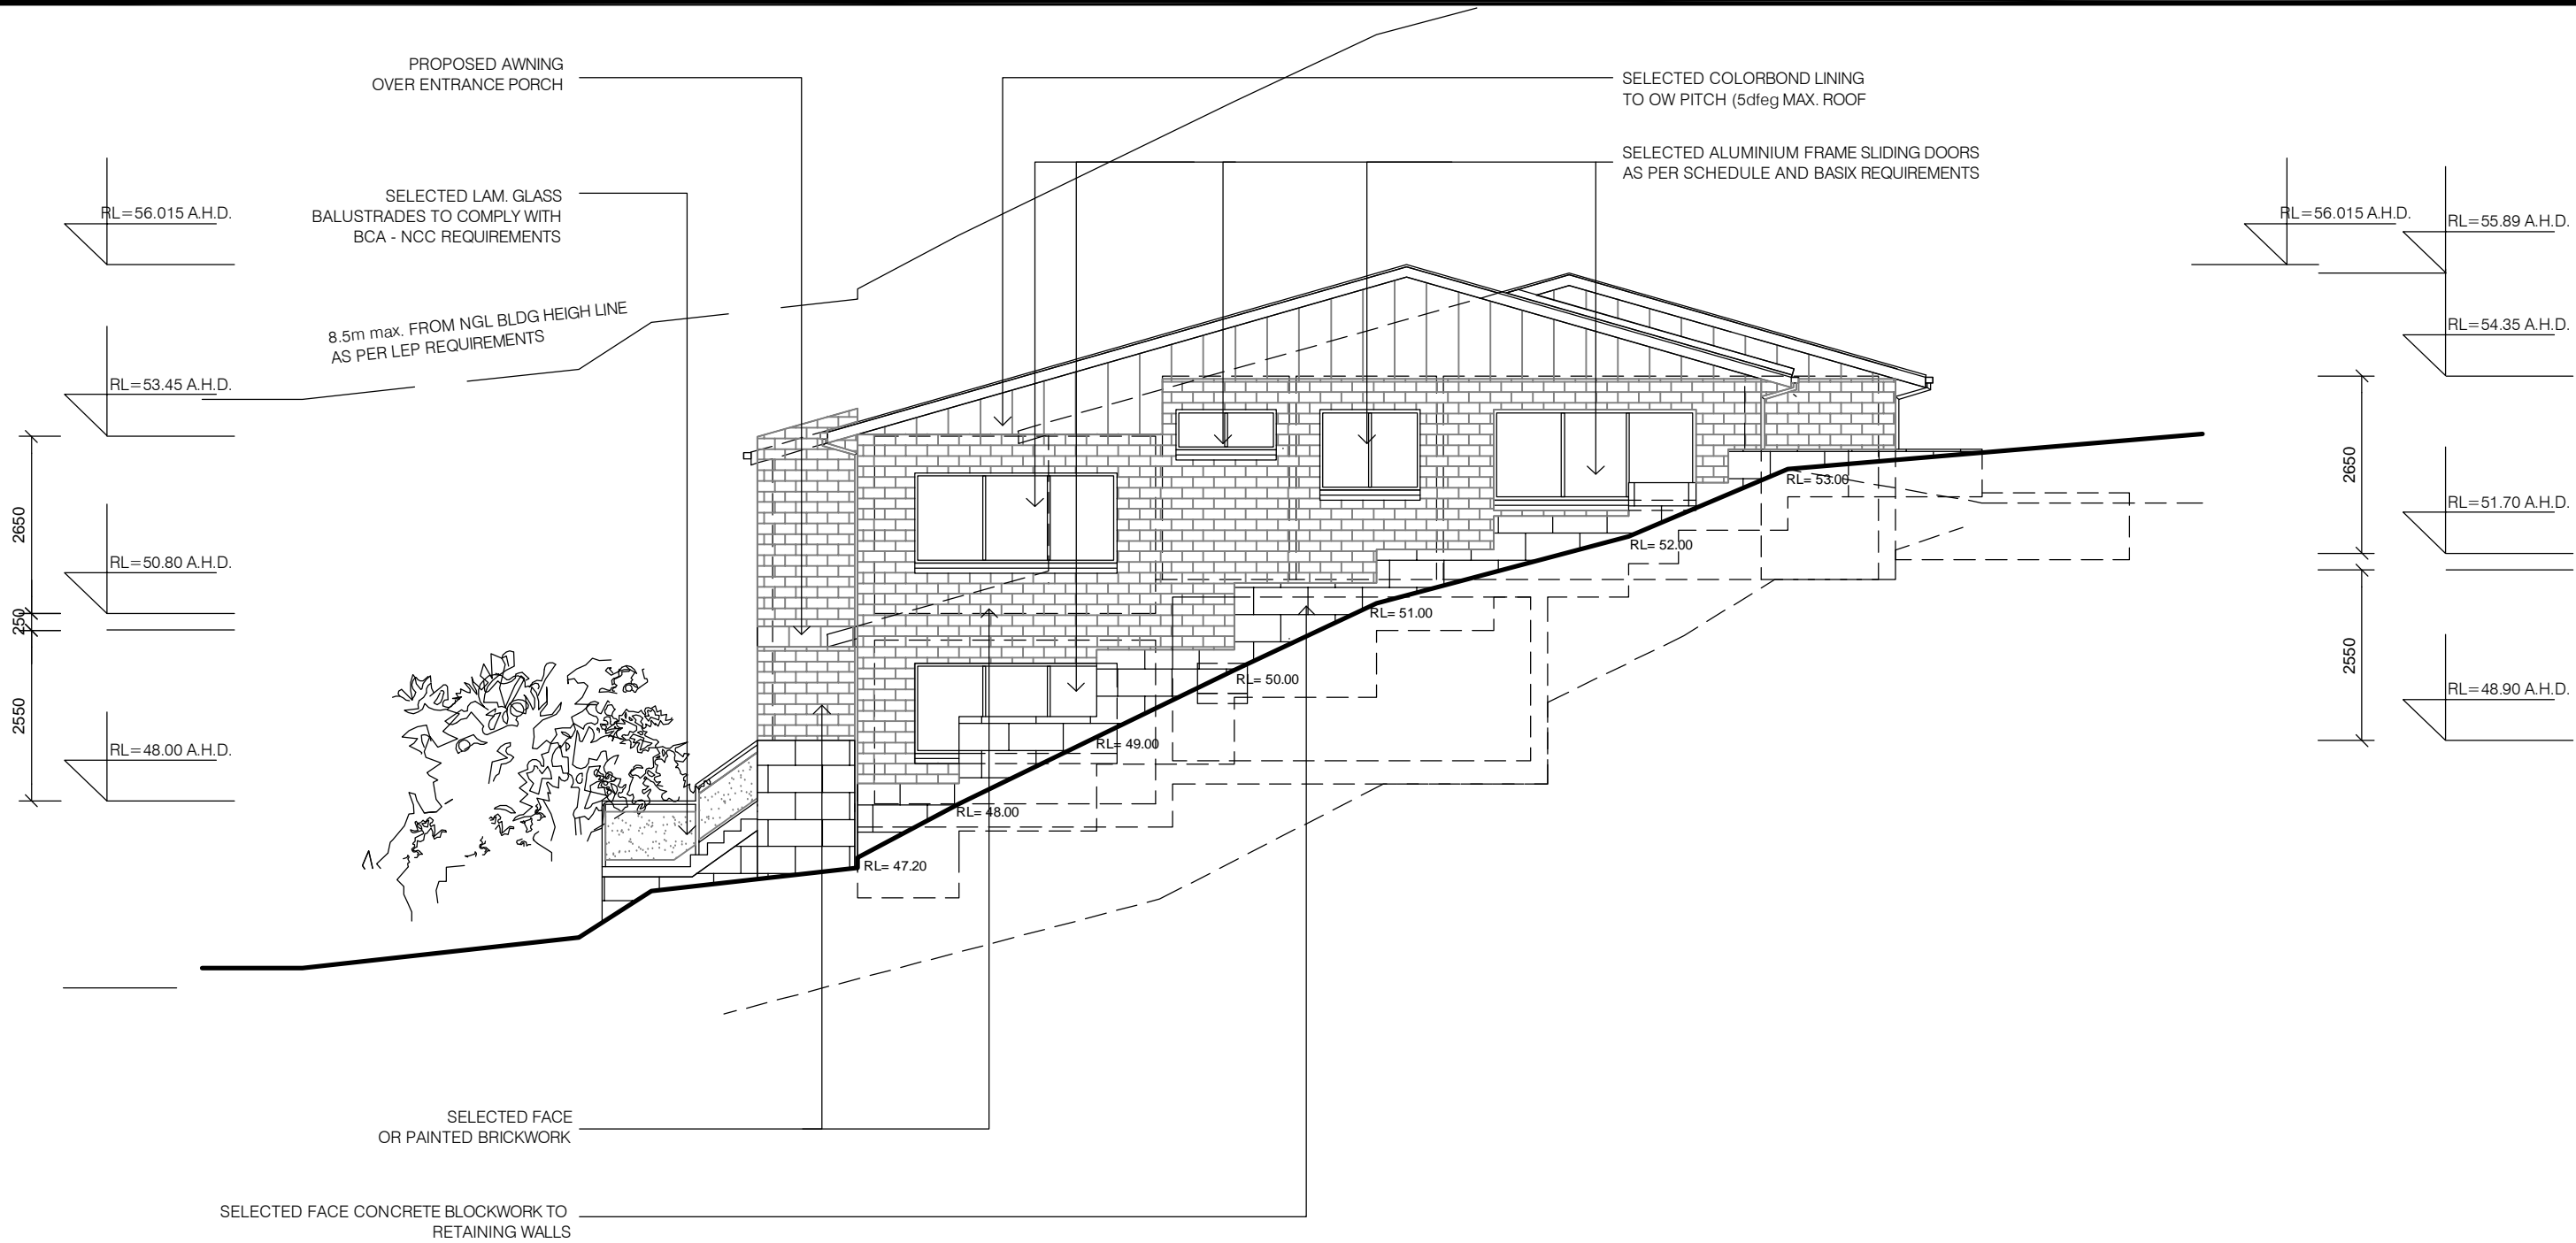 PROPOSED AWNING
OVER ENTRANCE PORCH
SELECTED COLORBOND LINING
TO OW PITCH (5dfeg MAX. ROOF
SELECTED ALUMINIUM FRAME SLIDING DOORS
AS PER SCHEDULE AND BASIX REQUIREMENTS
SELECTED LAM. GLASS
BALUSTRADES TO COMPLY WITH
BCA - NCC REQUIREMENTS
RL=56.015 A.H.D.
RL=56.015 A.H.D.
RL=55.89 A.H.D.
8.5m max. FROM NGL BLDG HEIGH LINE
AS PER LEP REQUIREMENTS
RL=54.35 A.H.D.
RL=53.45 A.H.D.
2650
2650
RL=53.00
RL=51.70 A.H.D.
RL=52.00
RL=50.80 A.H.D.
250
RL=51.00
2550
2550
RL=50.00
RL=48.90 A.H.D.
RL=49.00
RL=48.00 A.H.D.
RL=48.00
RL=47.20
SELECTED FACE
OR PAINTED BRICKWORK
SELECTED FACE CONCRETE BLOCKWORK TO
RETAINING WALLS